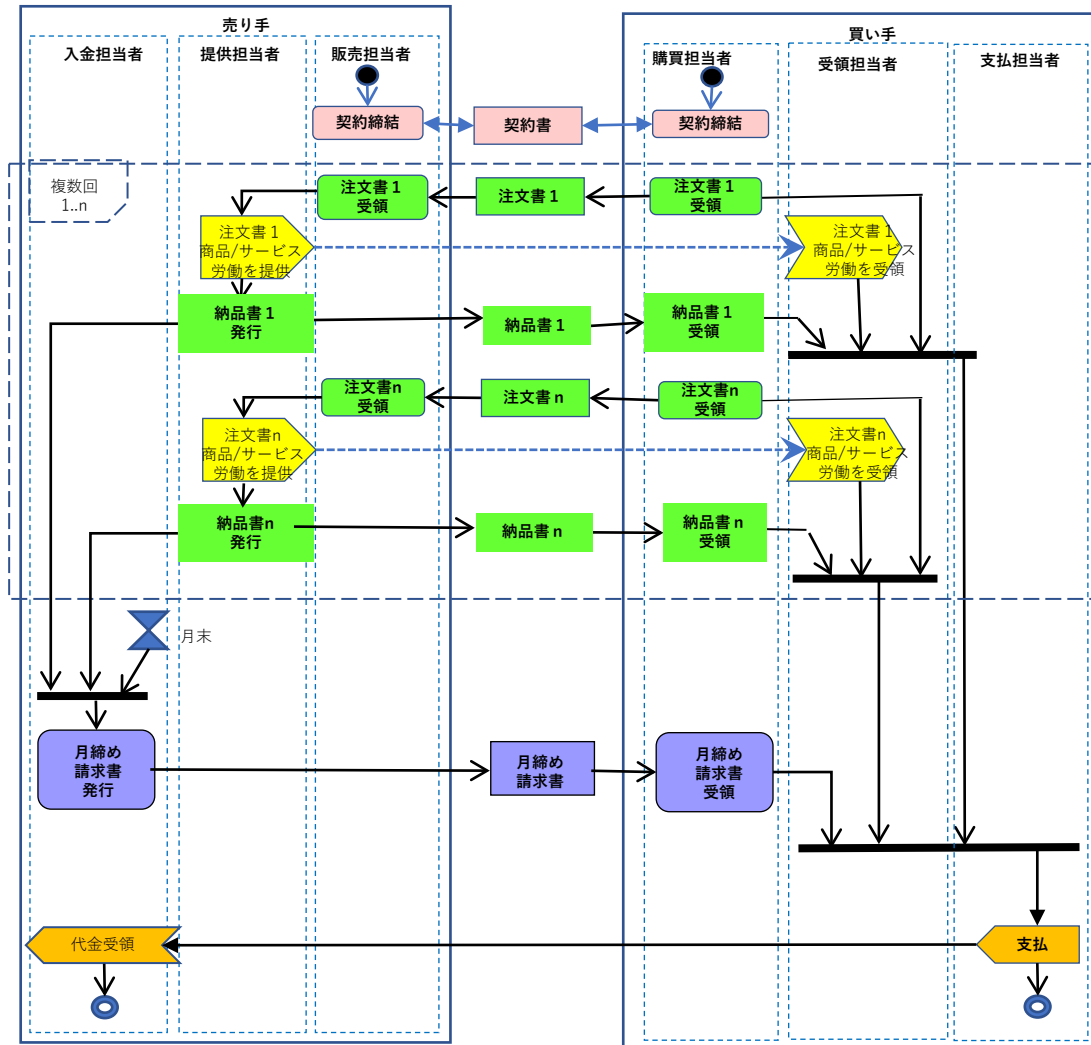 売り手
買い手
入金担当者
提供担当者
販売担当者
購買担当者
受領担当者
支払担当者
契約締結
契約書
契約締結
複数回
1..n
注文書1
受領
注文書1
注文書1
受領
注文書1
商品/サービス
労働を提供
注文書1
商品/サービス
労働を受領
納品書1
発行
納品書1
納品書1
受領
注文書n
受領
注文書n
注文書n
受領
注文書n
商品/サービス
労働を提供
注文書n
商品/サービス
労働を受領
納品書n
発行
納品書n
納品書n
受領
月末
月締め
請求書
発行
月締め
請求書
月締め
請求書
受領
代金受領
支払